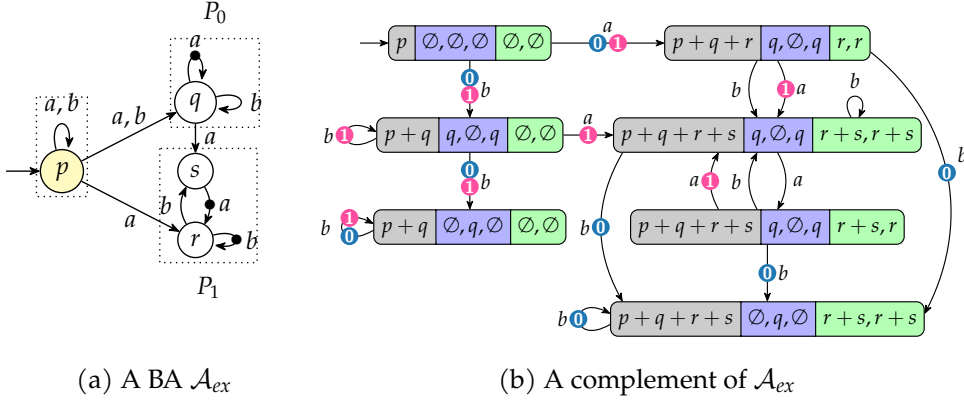 P₀
a
q
b
a, b
a, b
p
a
s
a
b
a
r
b
P₁
(a) A BA 𝒜ₑₓ
p ∅, ∅, ∅ ∅, ∅
a
0 1
p + q + r q, ∅, q r, r
0
1 b
b
1 a
b
b 1
p + q q, ∅, q ∅, ∅
a
1
p + q + r + s q, ∅, q r + s, r + s
b
0
0
1 b
a 1
b
a
b 0
1
b 0
p + q ∅, q, ∅ ∅, ∅
p + q + r + s q, ∅, q r + s, r
0 b
b 0
p + q + r + s ∅, q, ∅ r + s, r + s
(b) A complement of 𝒜ₑₓ